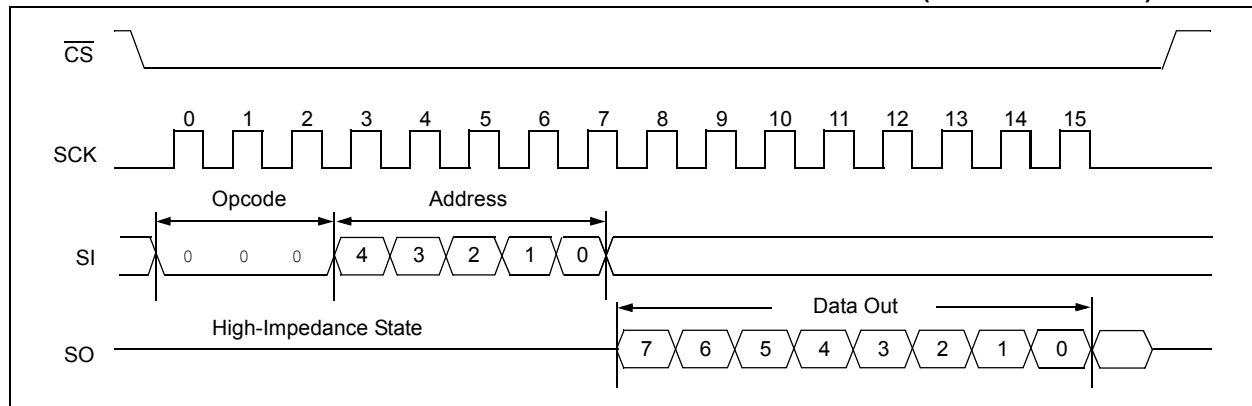 CS
0 1 2 3 4 5 6 7 8 9 10 11 12 13 14 15
SCK
Opcode Address
SI 0 0 0 4 3 2 1 0
Data Out
High-Impedance State
SO 7 6 5 4 3 2 1 0